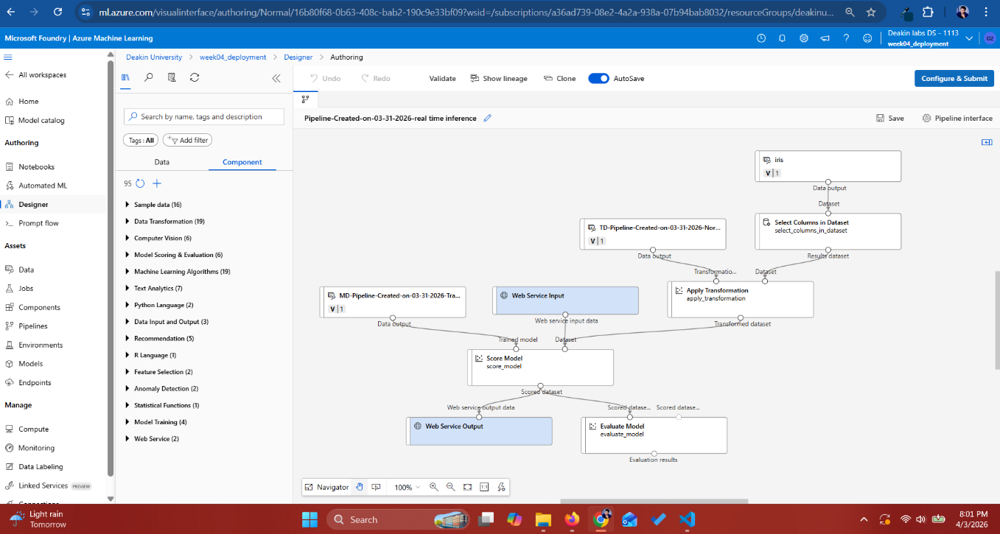 ml.azure.com/visualinterface/authoring/Normal/16b80f68-0b63-408c-bab2-190c9e33bf09?wsid=/subscriptions/a36ad739-08e2-4a2a-938a-07b94bab8032/resourceGroups/deakinu...
Microsoft Foundry | Azure Machine Learning
Deakin labs DS - 1113
week04_deployment
OZ
All workspaces
Home
Model catalog
Authoring
Notebooks
Automated ML
Designer
Prompt flow
Assets
Data
Jobs
Components
Pipelines
Environments
Models
Endpoints
Manage
Compute
Monitoring
Data Labeling
Linked Services PREVIEW
Connections
Deakin University > week04_deployment > Designer > Authoring
Search by name, tags and description
Tags : All
Add filter
Data
Component
95
Sample data (16)
Data Transformation (19)
Computer Vision (6)
Model Scoring & Evaluation (6)
Machine Learning Algorithms (19)
Text Analytics (7)
Python Language (2)
Data Input and Output (3)
Recommendation (5)
R Language (1)
Feature Selection (2)
Anomaly Detection (2)
Statistical Functions (1)
Model Training (4)
Web Service (2)
Undo
Redo
Validate
Show lineage
Clone
AutoSave
Configure & Submit
Pipeline-Created-on-03-31-2026-real time inference
Save
Pipeline interface
iris
V | 1
Data output
Dataset
Select Columns in Dataset
select_columns_in_dataset
Results dataset
TD-Pipeline-Created-on-03-31-2026-Nor...
V | 1
Data output
Transformatio...
Dataset
Apply Transformation
apply_transformation
Transformed dataset
MD-Pipeline-Created-on-03-31-2026-Tra...
V | 1
Data output
Web Service Input
Web service input data
Trained model
Dataset
Score Model
score_model
Scored dataset
Web service output data
Scored datase...
Scored datase...
Web Service Output
Evaluate Model
evaluate_model
Evaluation results
Navigator
100%
1:1
Light rain
Tomorrow
Search
8:01 PM
4/3/2026